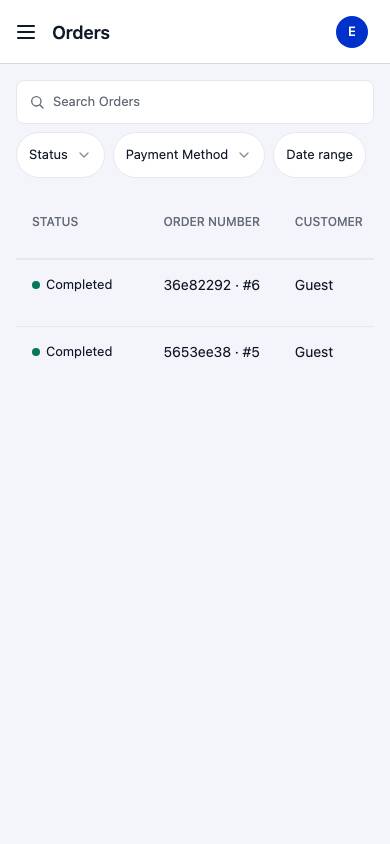 Orders
E
Search Orders
Status
Payment Method
Date range
STATUS ORDER NUMBER CUSTOMER
Completed 36e82292 · #6 Guest
Completed 5653ee38 · #5 Guest